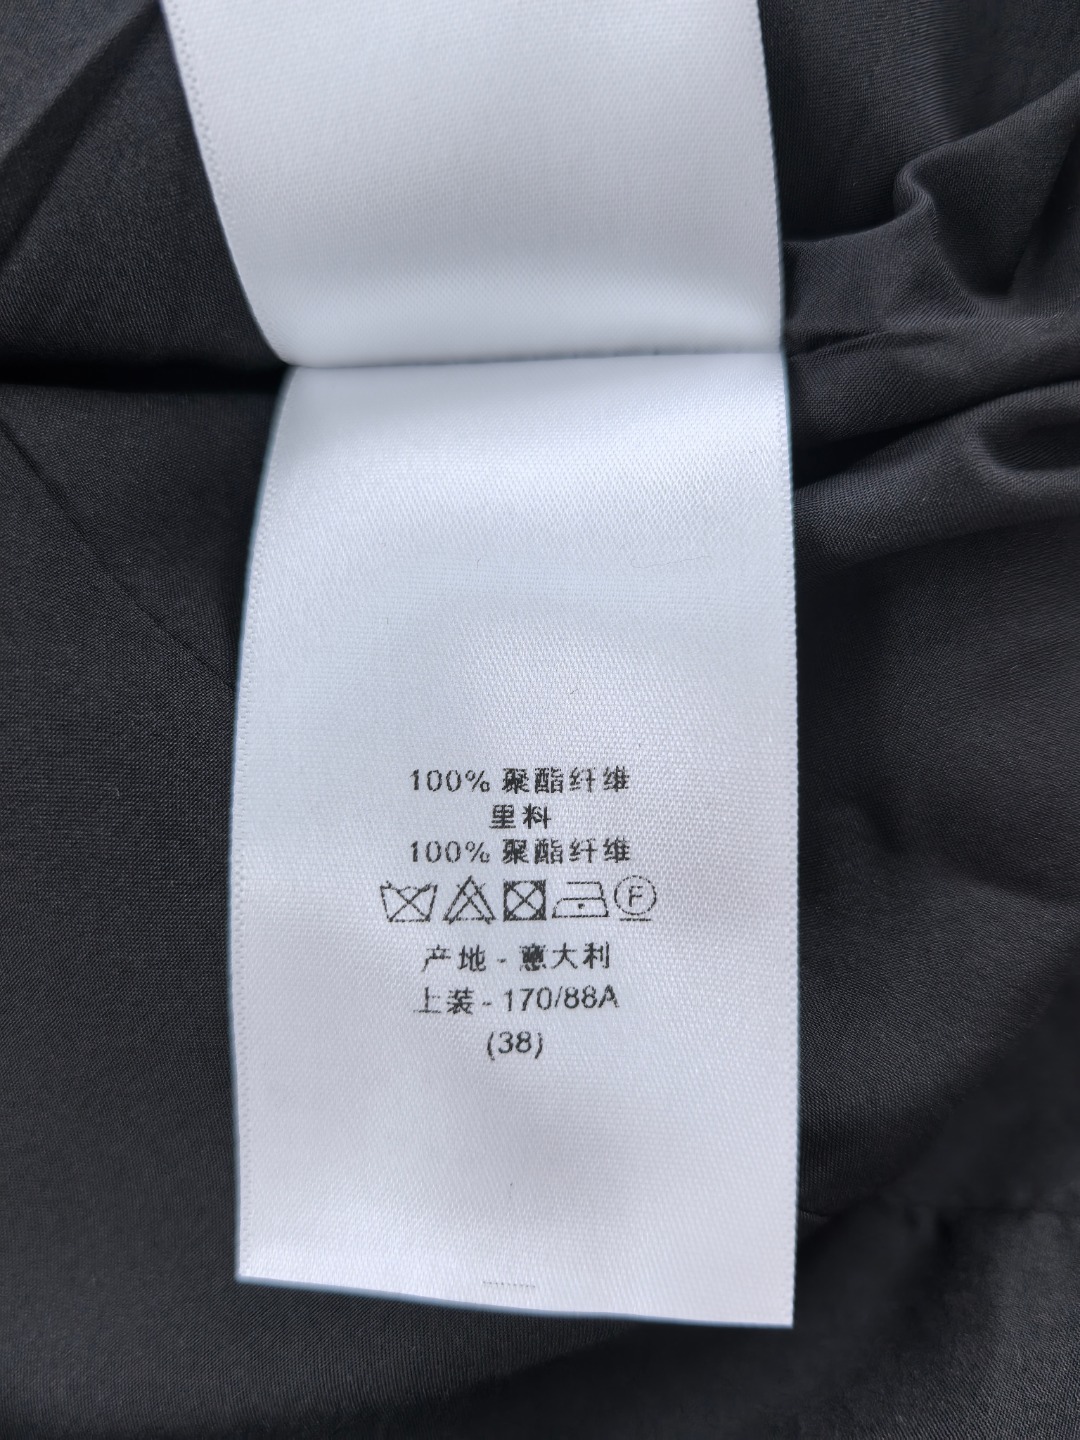 100% 聚酯纤维
里料
100% 聚酯纤维
F
产地 - 意大利
上装 - 170/88A
(38)